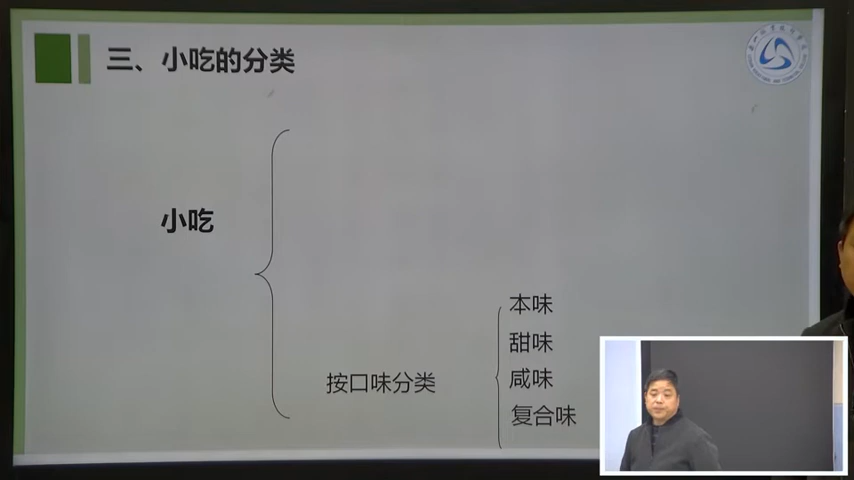 三、小吃的分类
小吃
按口味分类
本味
甜味
咸味
复合味